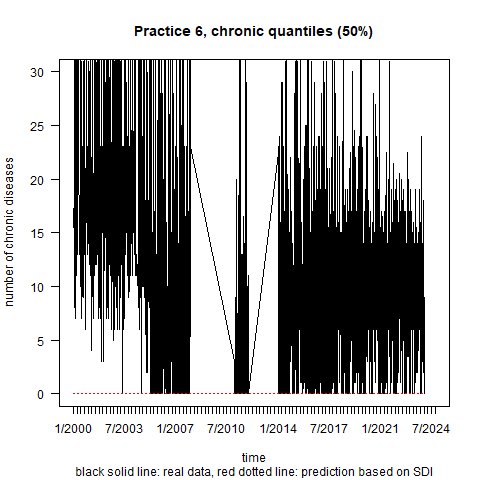 Practice 6, chronic quantiles (50%)
number of chronic diseases
30
25
20
15
10
5
0
1/2000 7/2003 1/2007 7/2010 1/2014 7/2017 1/2021 7/2024
time
black solid line: real data, red dotted line: prediction based on SDI